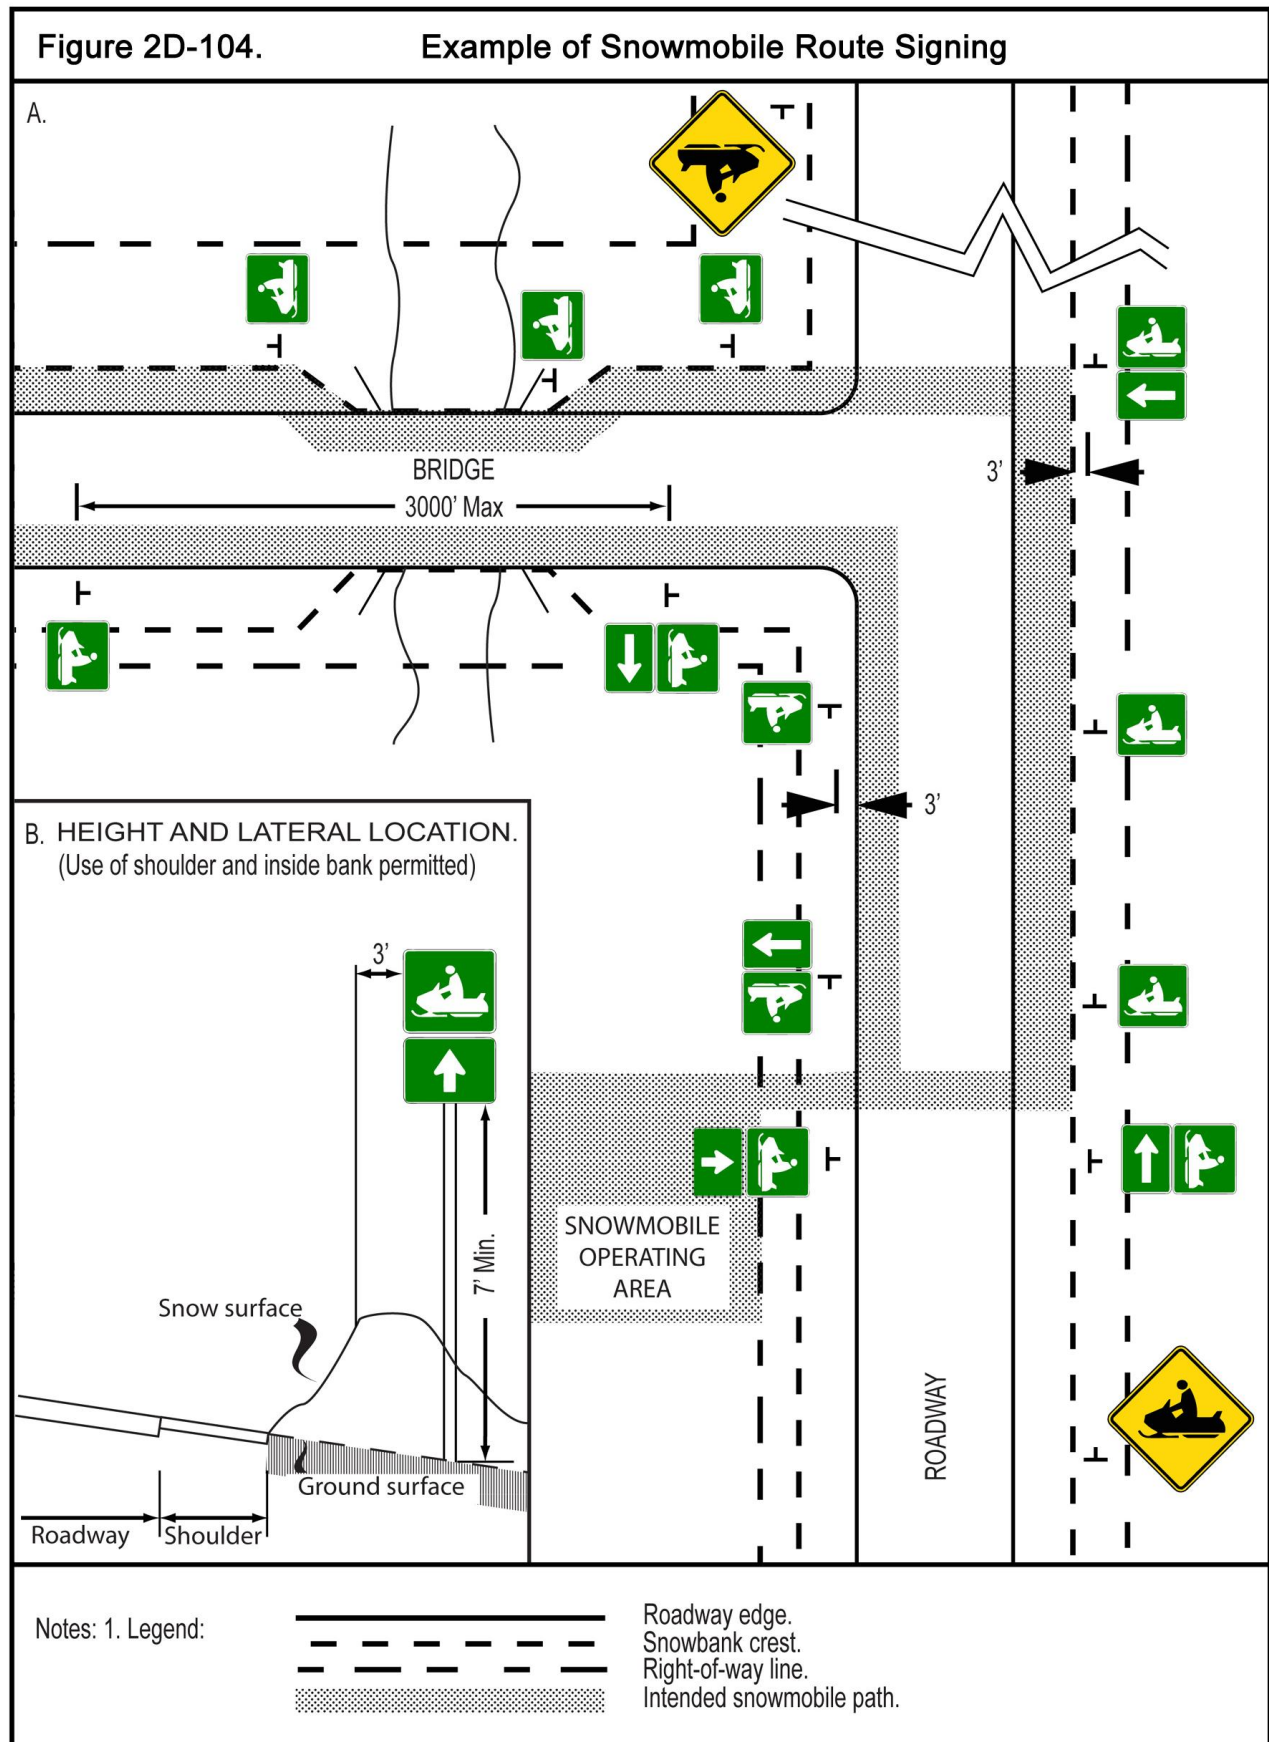 Figure 2D-104. Example of Snowmobile Route Signing
A.
BRIDGE
3000’ Max
3’
3’
B. HEIGHT AND LATERAL LOCATION.
(Use of shoulder and inside bank permitted)
3’
7’ Min.
SNOWMOBILE
OPERATING
AREA
Snow surface
ROADWAY
Ground surface
Roadway
Shoulder
Notes: 1. Legend:
Roadway edge.
Snowbank crest.
Right-of-way line.
Intended snowmobile path.